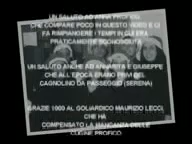 UN SALUTO AD ANNA PROFICO,
CHE COMPARE POCO IN QUESTO VIDEO E CI
FA RIMPIANGERE I TEMPI IN CUI ERA
PRATICAMENTE SCONOSCIUTA
UN SALUTO ANCHE AD ANNARITA E GIUSEPPE
CHE ALL'EPOCA ERANO PRIVI DEL
CAGNOLINO DA PASSEGGIO (SERENA)
GRAZIE 1000 AL GOLIARDICO MAURIZIO LECCI
CHE HA
COMPENSATO LA MANCANZA DELLE
CUGINE PROFICO